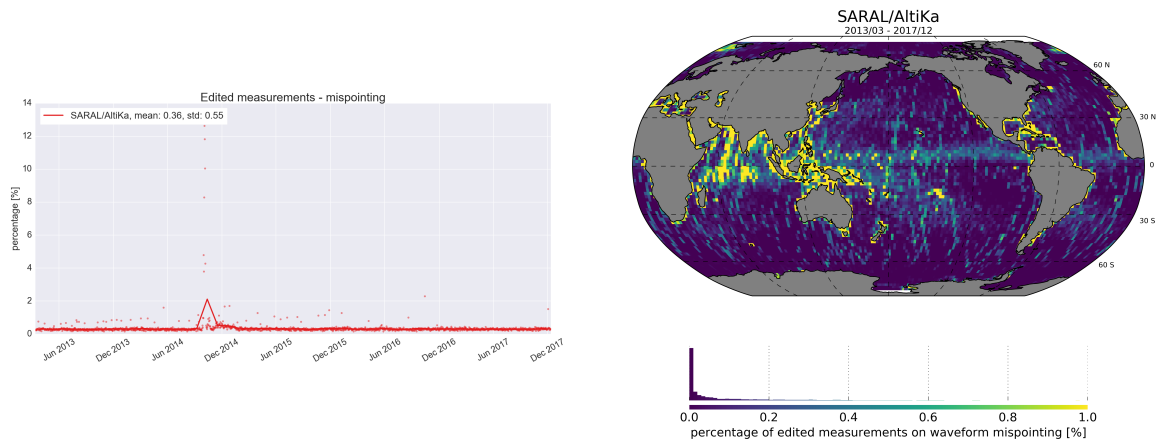 Edited measurements - mispointing
SARAL/AltiKa, mean: 0.36, std: 0.55
percentage [%]
14
12
10
8
6
4
2
0
Jun 2013
Dec 2013
Jun 2014
Dec 2014
Jun 2015
Dec 2015
Jun 2016
Dec 2016
Jun 2017
Dec 2017
SARAL/AltiKa
2013/03 - 2017/12
60 N
30 N
0
30 S
60 S
0.0 0.2 0.4 0.6 0.8 1.0
percentage of edited measurements on waveform mispointing [%]